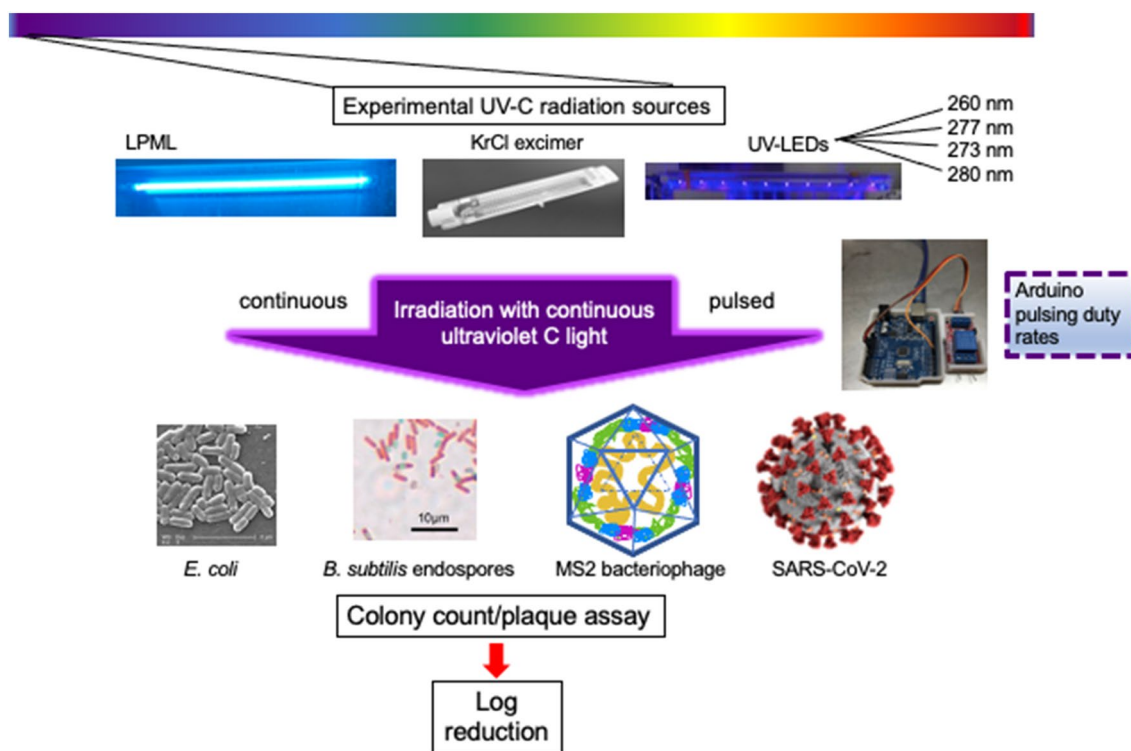 Experimental UV-C radiation sources
LPML
KrCl excimer
UV-LEDs
260 nm
277 nm
273 nm
280 nm
continuous
Irradiation with continuous
ultraviolet C light
pulsed
Arduino
pulsing duty
rates
10µm
E. coli
B. subtilis endospores
MS2 bacteriophage
SARS-CoV-2
Colony count/plaque assay
Log
reduction